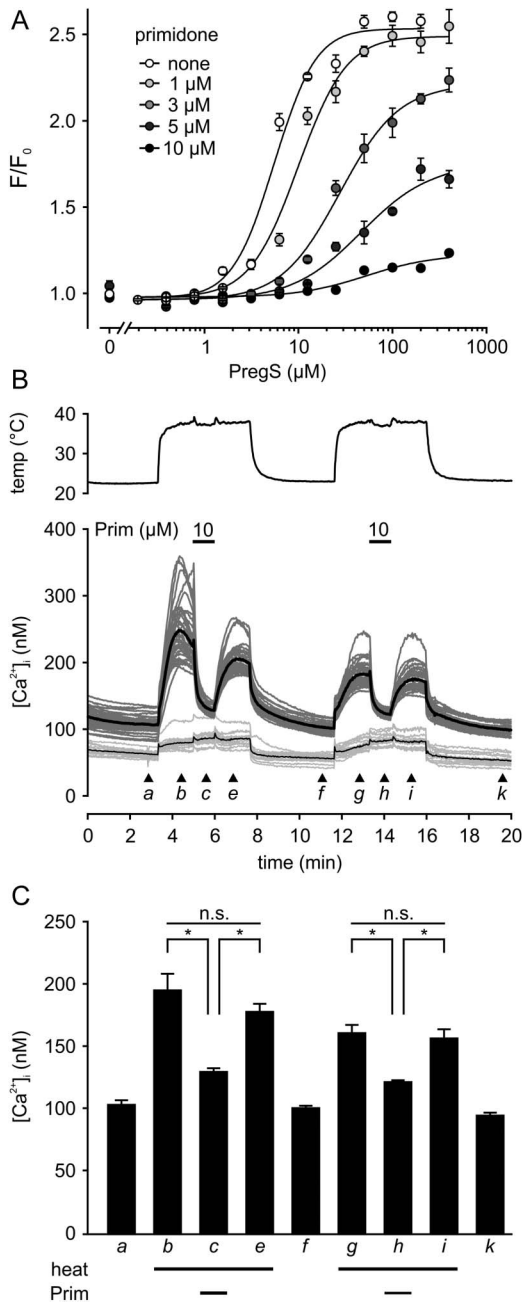 A
primidone
none
1 µM
3 µM
5 µM
10 µM
F/F0
2.5
2.0
1.5
1.0
0 1 10 100 1000
PregS (µM)
B
temp (°C)
40
30
20
Prim (µM) 10 10
[Ca2+]i (nM)
400
300
200
100
0
a b c e f g h i k
0 2 4 6 8 10 12 14 16 18 20
time (min)
C
[Ca2+]i (nM)
250
200
150
100
50
0
n.s. n.s.
* * * *
a b c e f g h i k
heat
Prim